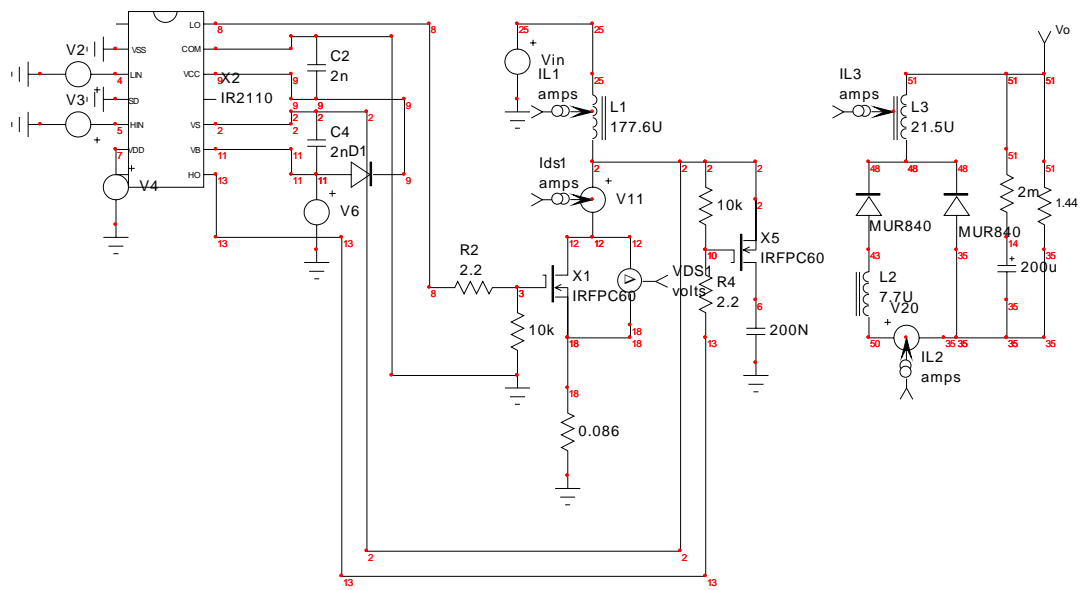 LO
8
8
COM
VSS
V2
LIN
4
VCC
9
X2
IR2110
SD
V3
HIN
5
VS
2
VDD
7
VB
11
HO
13
V4
C2
2n
9
9
9
9
2
2
2
2
C4
2n
D1
11
11
11
9
V6
13
13
25
25
Vin
IL1
amps
25
L1
177.6U
Ids1
amps
V11
2
2
2
2
2
10k
12
12
12
X5
IRFPC60
10
R2
2.2
8
3
X1
IRFPC60
VDS1
volts
R4
2.2
6
V
10k
18
18
18
18
13
200N
0.086
2
2
13
13
Vo
51
51
51
IL3
amps
L3
21.5U
51
51
48
48
48
MUR840
MUR840
2m
1.44
43
35
14
35
L2
7.7U
V20
200u
35
50
35
35
35
35
IL2
amps